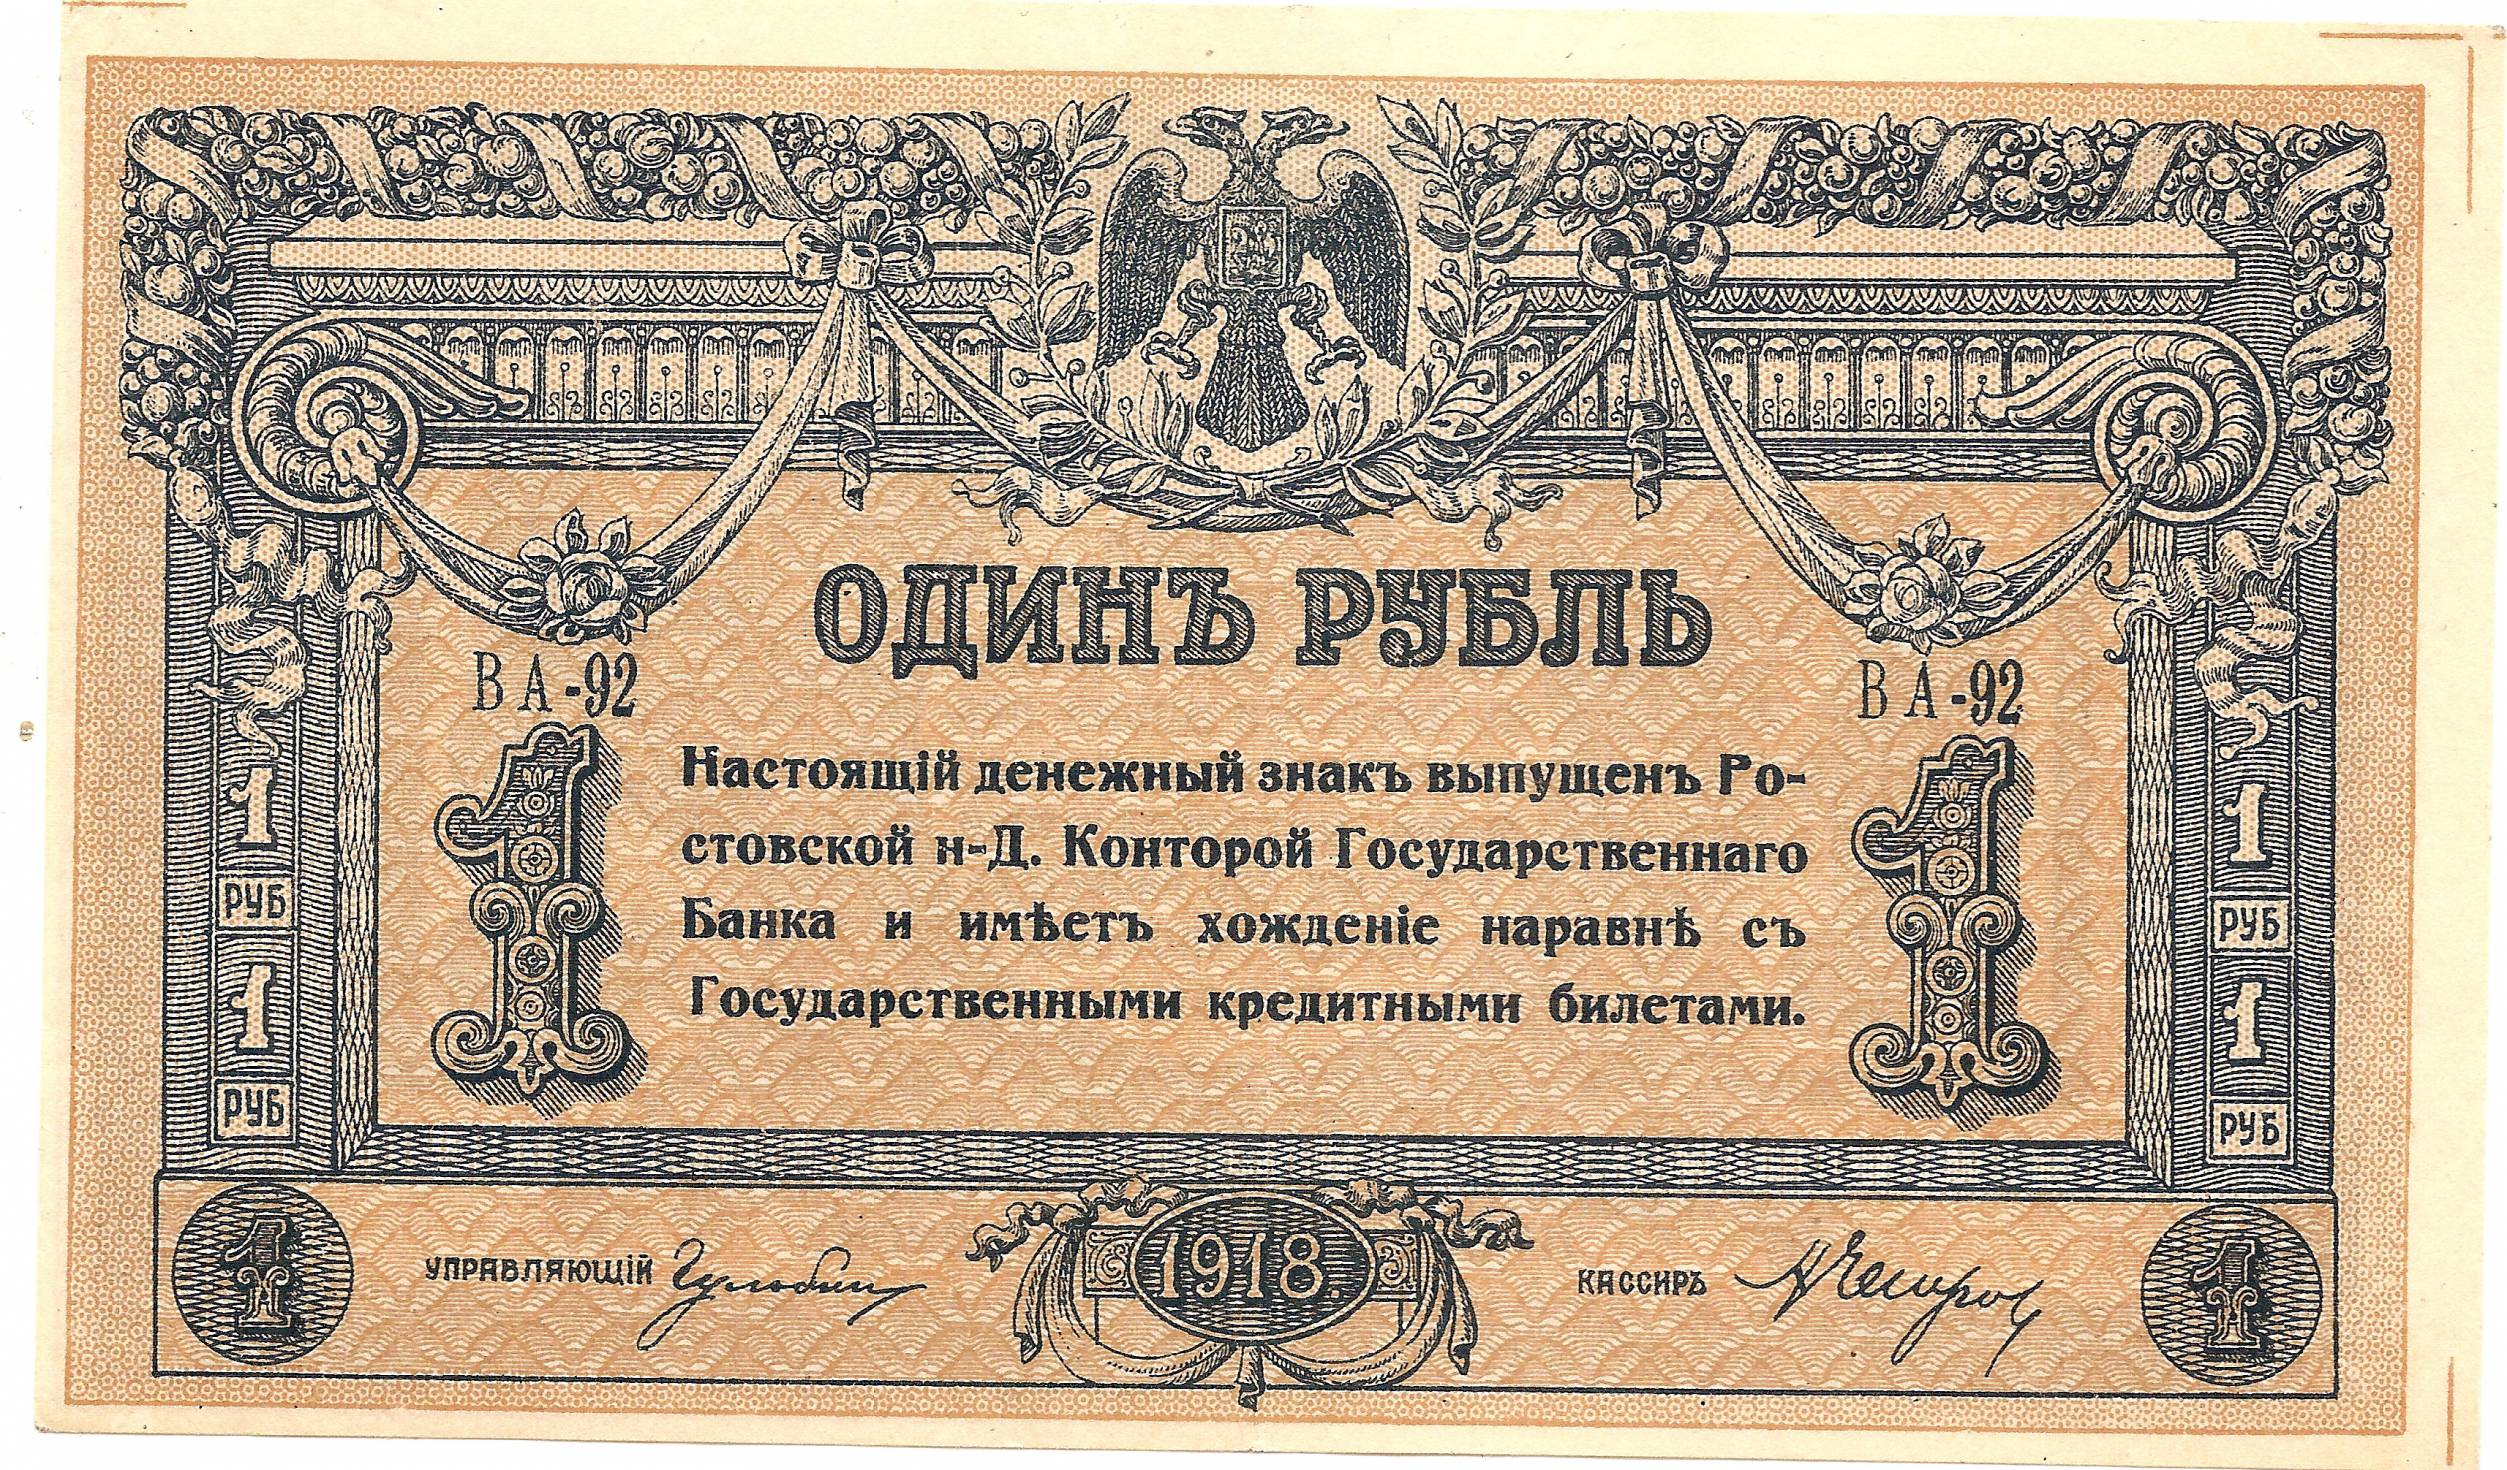 ОДИНЪ РУБЛЬ
ВА-92 ВА-92
1 1
Настоящій денежный знакъ выпущенъ Ро-
стовской н-Д. Конторой Государственнаго
Банка и имѣетъ хожденіе наравнѣ съ
Государственными кредитными билетами.
1 1
РУБ РУБ
1 1
РУБ РУБ
1 УПРАВЛЯЮЩІЙ 1918. КАССИРЪ 1